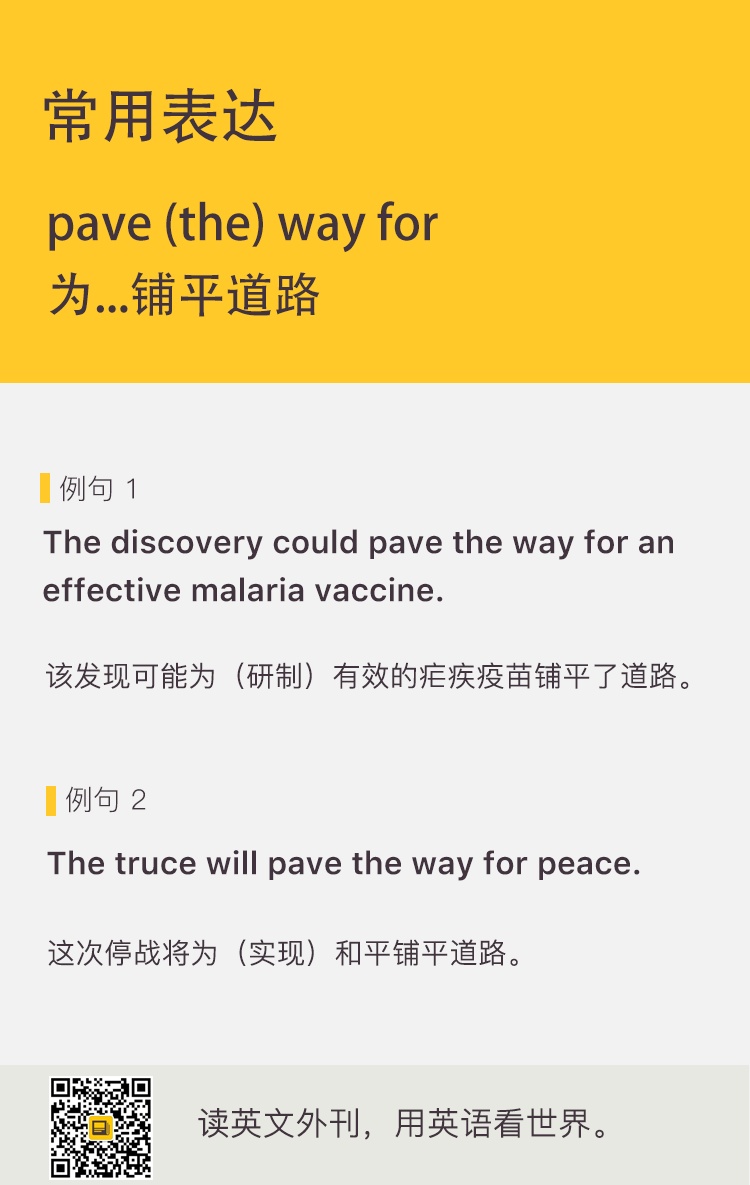 常用表达
pave (the) way for
为...铺平道路
例句 1
The discovery could pave the way for an
effective malaria vaccine.
该发现可能为（研制）有效的疟疾疫苗铺平了道路。
例句 2
The truce will pave the way for peace.
这次停战将为（实现）和平铺平道路。
读英文外刊，用英语看世界。